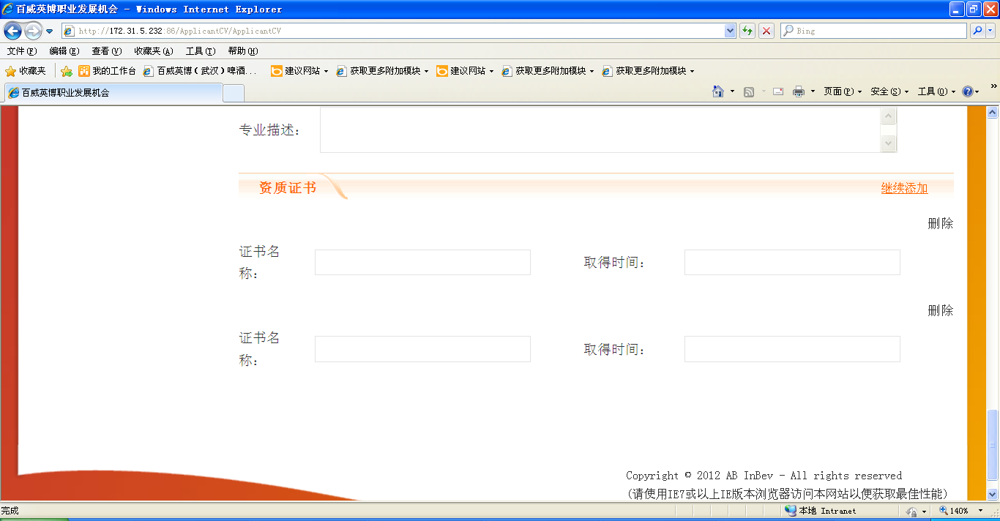 百威英博职业发展机会 - Windows Internet Explorer
http://172.31.5.232:86/ApplicantCV/ApplicantCV
Bing
文件(F) 编辑(E) 查看(V) 收藏夹(A) 工具(T) 帮助(H)
收藏夹 我的工作台 百威英博(武汉)啤酒... 建议网站 获取更多附加模块 建议网站 获取更多附加模块 获取更多附加模块
百威英博职业发展机会 页面(P) 安全(S) 工具(O) »
专业描述:
资质证书 继续添加
删除
证书名
称: 取得时间:
删除
证书名
称: 取得时间:
Copyright © 2012 AB InBev - All rights reserved
(请使用IE7或以上IE版本浏览器访问本网站以便获取最佳性能)
完成 本地 Intranet 140%